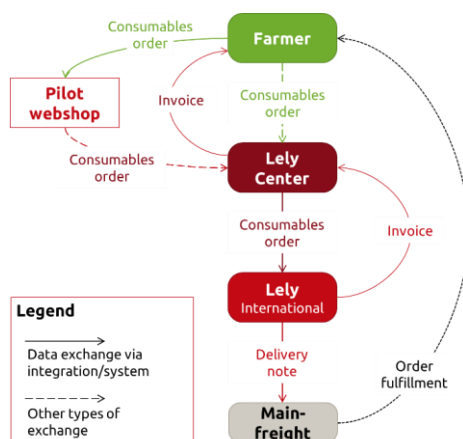 Consumables
order
Farmer
Pilot
webshop
Invoice
Consumables
order
Consumables
order
Lely
Center
Consumables
order
Invoice
Lely
International
Legend
Data exchange via
integration/system
Other types of
exchange
Delivery
note
Order
fulfillment
Main-
freight